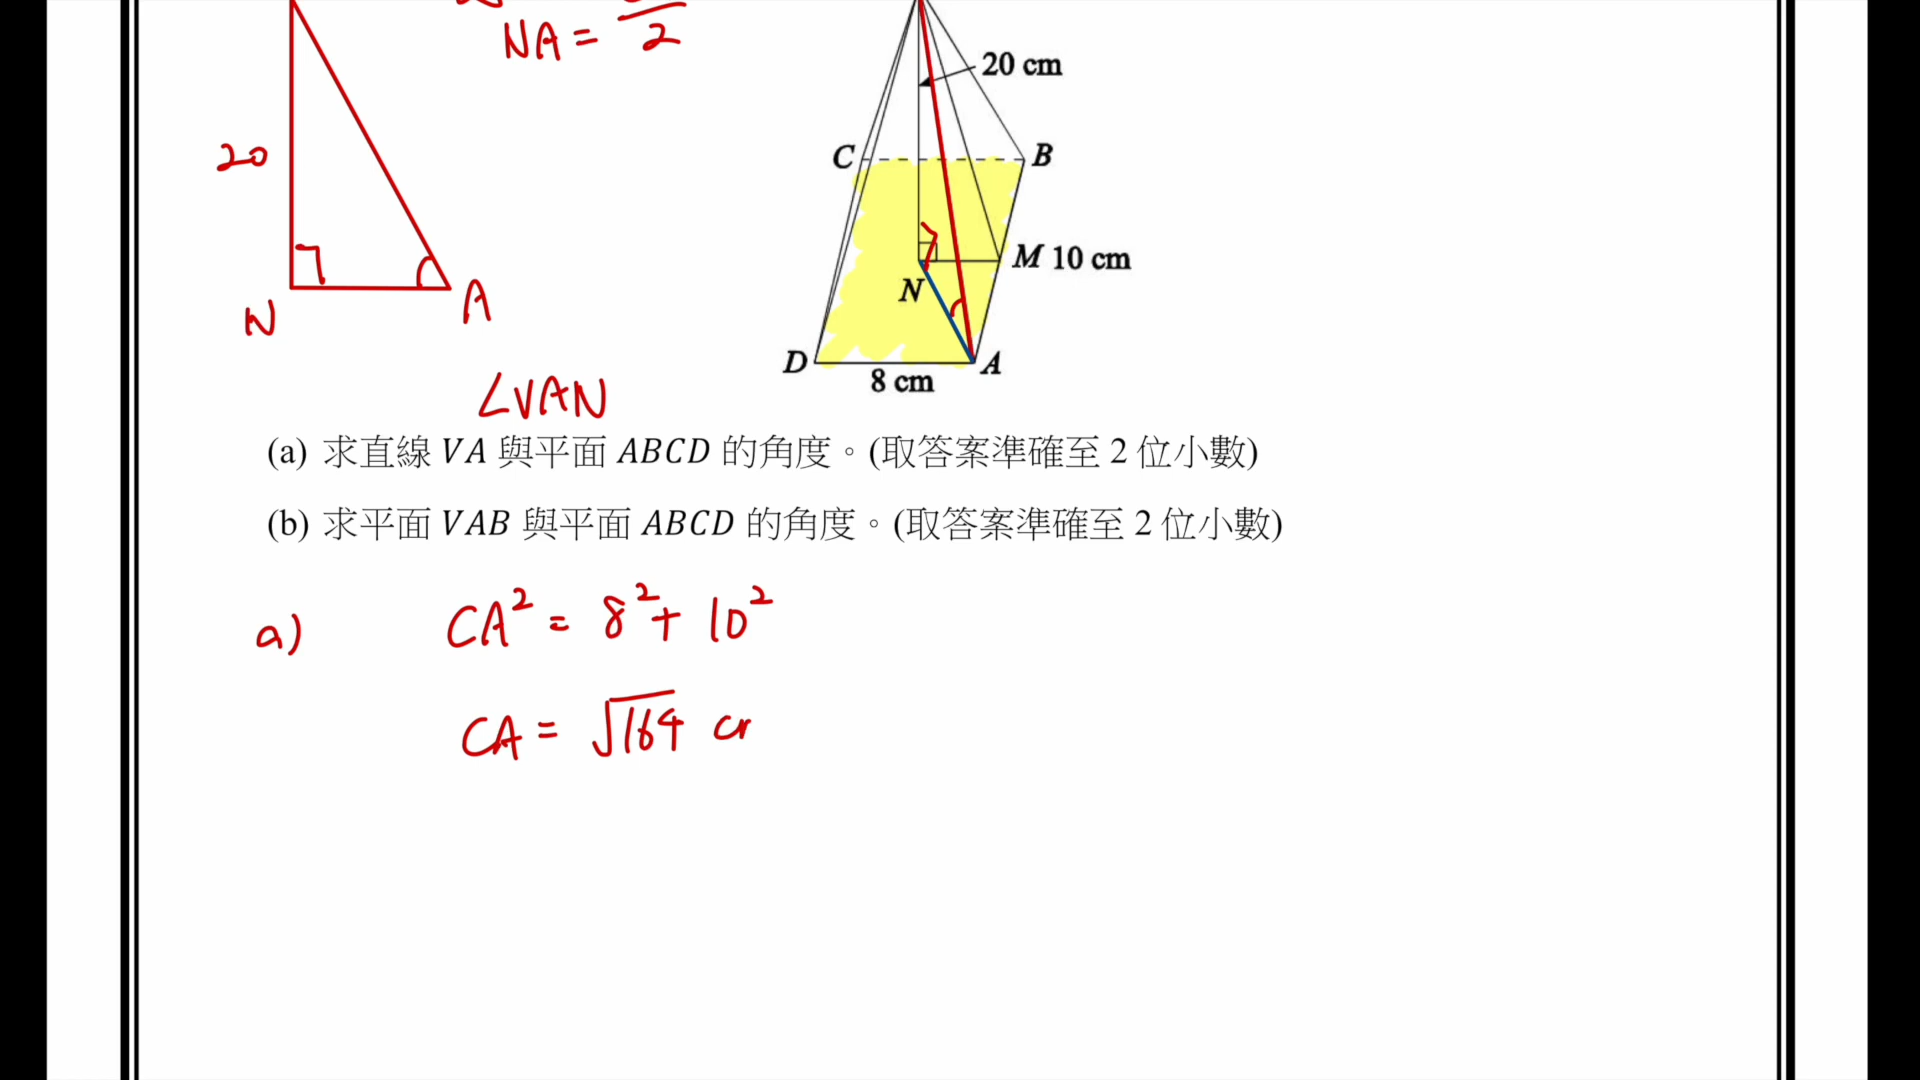 NA = 2
20 cm
20
C
B
M 10 cm
N
N
A
D
A
8 cm
∠VAN
(a) 求直線 VA 與平面 ABCD 的角度。(取答案準確至 2 位小數)
(b) 求平面 VAB 與平面 ABCD 的角度。(取答案準確至 2 位小數)
a) CA² = 8² + 10²
CA = √164 cm